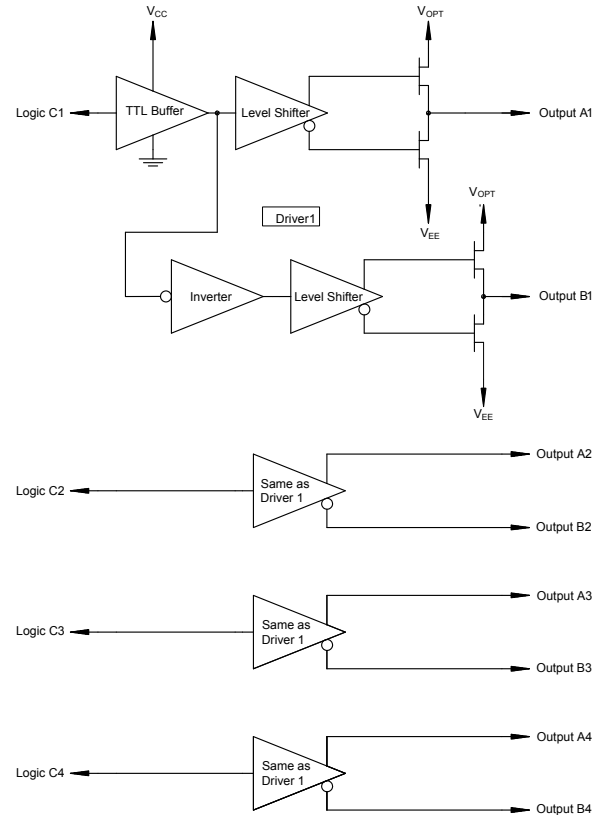 VCC
VOPT
Logic C1
TTL Buffer
Level Shifter
Output A1
Driver1
VOPT
VEE
Inverter
Level Shifter
Output B1
VEE
Output A2
Logic C2
Same as
Driver 1
Output B2
Output A3
Logic C3
Same as
Driver 1
Output B3
Output A4
Logic C4
Same as
Driver 1
Output B4